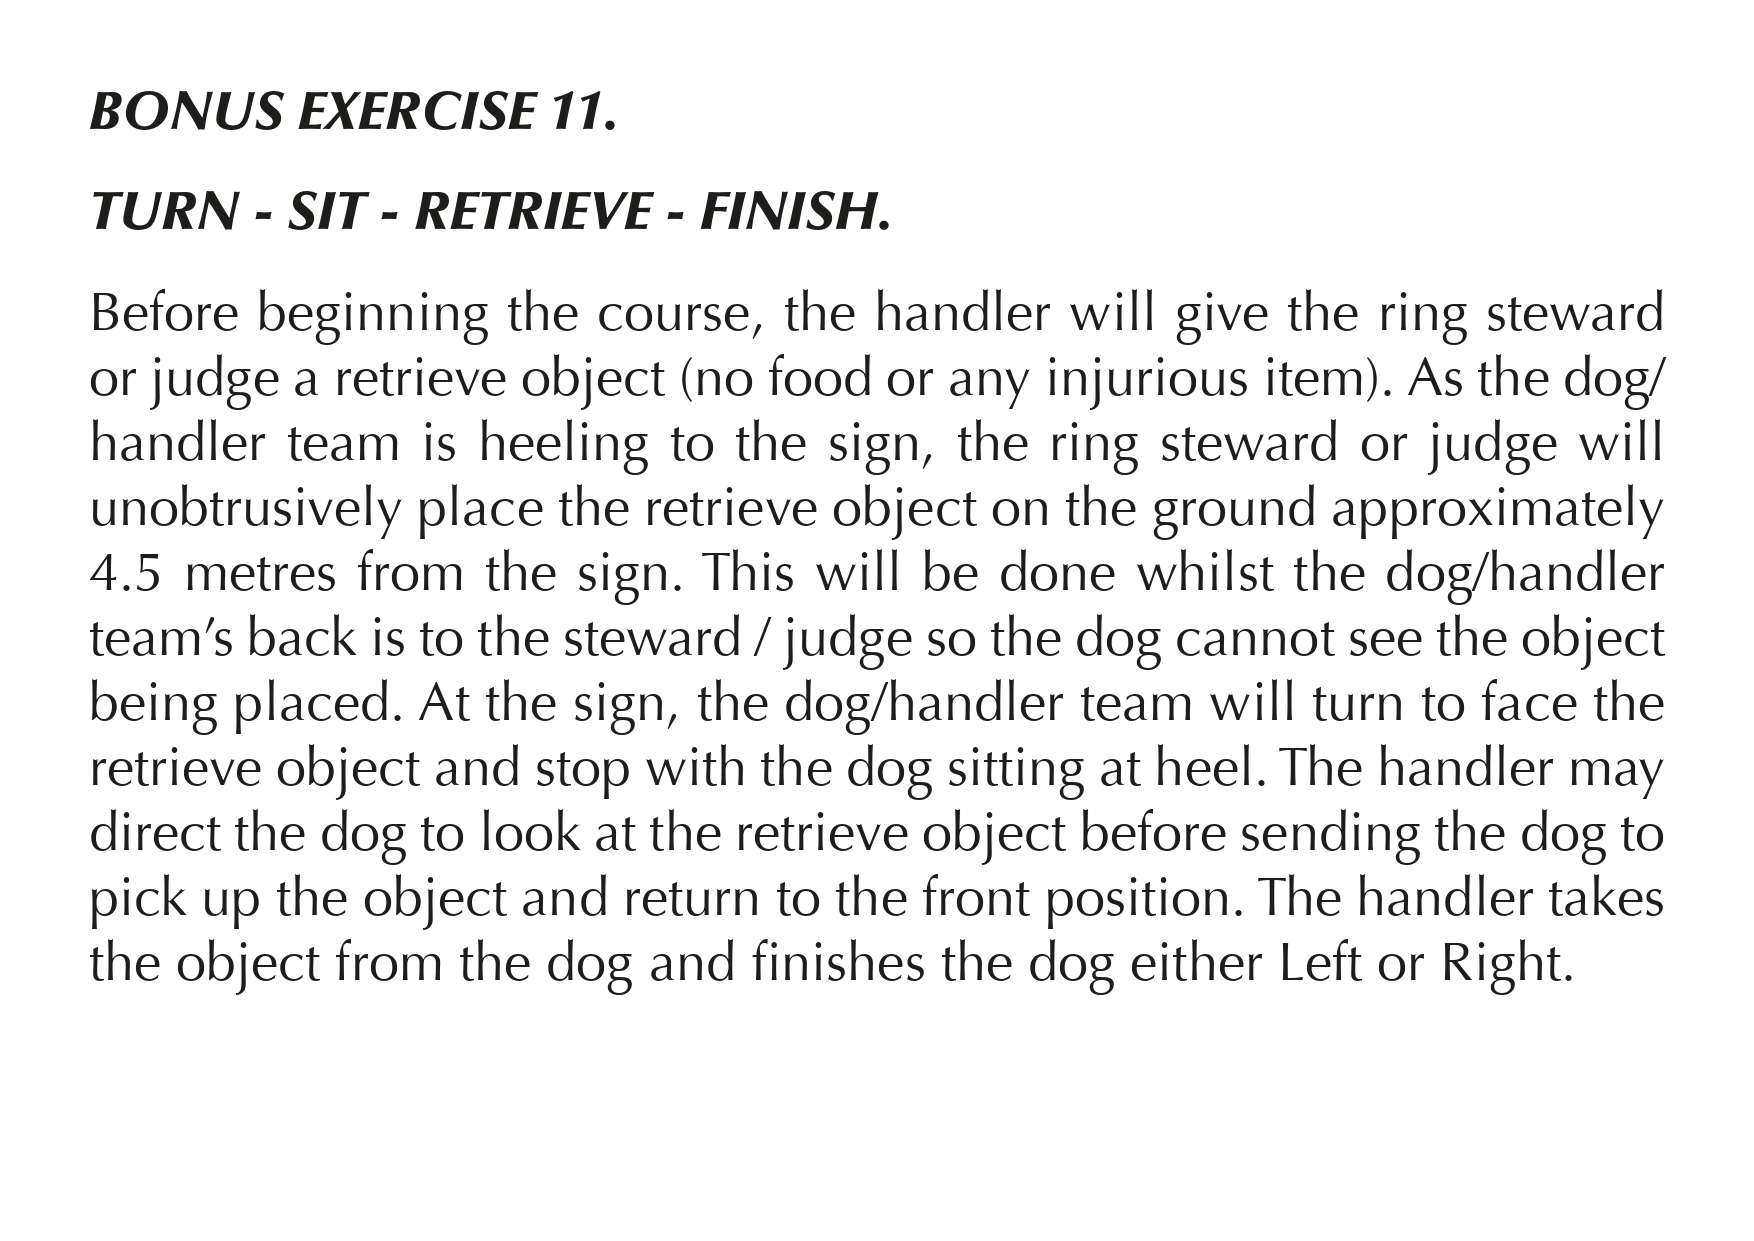 BONUS EXERCISE 11.
TURN - SIT - RETRIEVE - FINISH.
Before beginning the course, the handler will give the ring steward
or judge a retrieve object (no food or any injurious item). As the dog/
handler team is heeling to the sign, the ring steward or judge will
unobtrusively place the retrieve object on the ground approximately
4.5 metres from the sign. This will be done whilst the dog/handler
team’s back is to the steward / judge so the dog cannot see the object
being placed. At the sign, the dog/handler team will turn to face the
retrieve object and stop with the dog sitting at heel. The handler may
direct the dog to look at the retrieve object before sending the dog to
pick up the object and return to the front position. The handler takes
the object from the dog and finishes the dog either Left or Right.